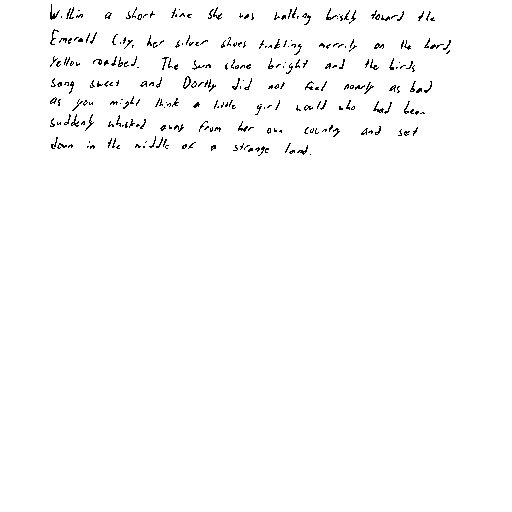 Within a short time she was walking briskly toward the
Emerald City, her silver shoes tinkling merrily on the hard,
yellow roadbed. The sun shone bright and the birds
sang sweet and Dorthy did not feel nearly as bad
as you might think a little girl would who had been
suddenly whisked away from her own country and set
down in the middle of a strange land.